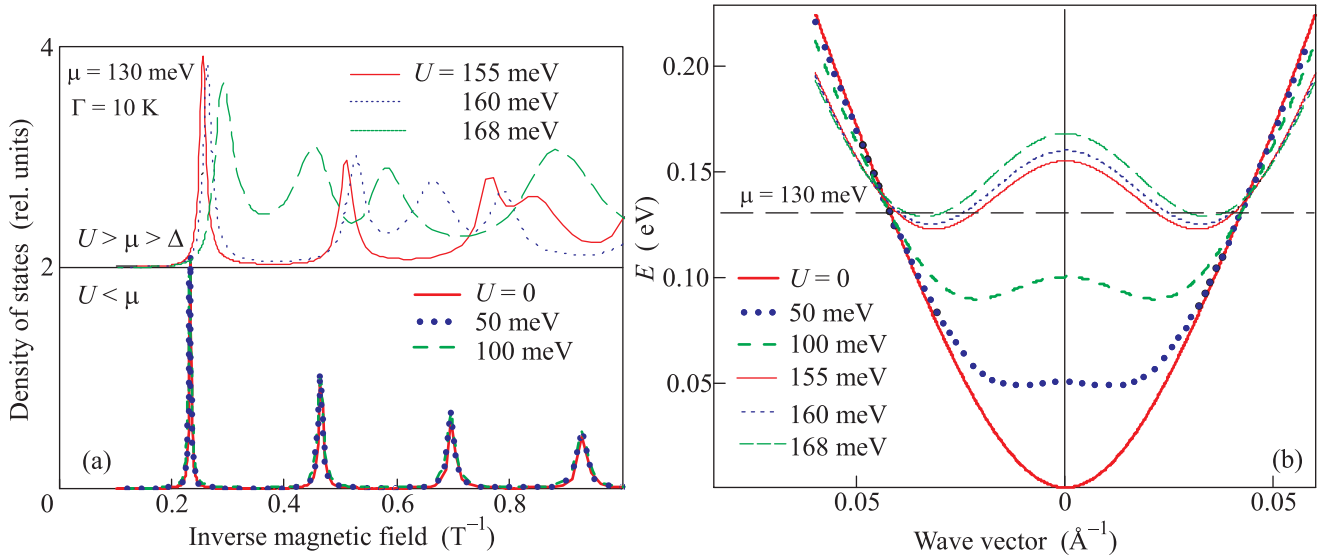 4
μ = 130 meV
Γ = 10 K
U = 155 meV
160 meV
168 meV
U > μ > Δ
2
U < μ
U = 0
50 meV
100 meV
(a)
0
0.2
0.4
0.6
0.8
Inverse magnetic field (T⁻¹)
Density of states (rel. units)
0.20
0.15
μ = 130 meV
0.10
0.05
E (eV)
U = 0
50 meV
100 meV
155 meV
160 meV
168 meV
(b)
0.05
0
0.05
Wave vector (Å⁻¹)